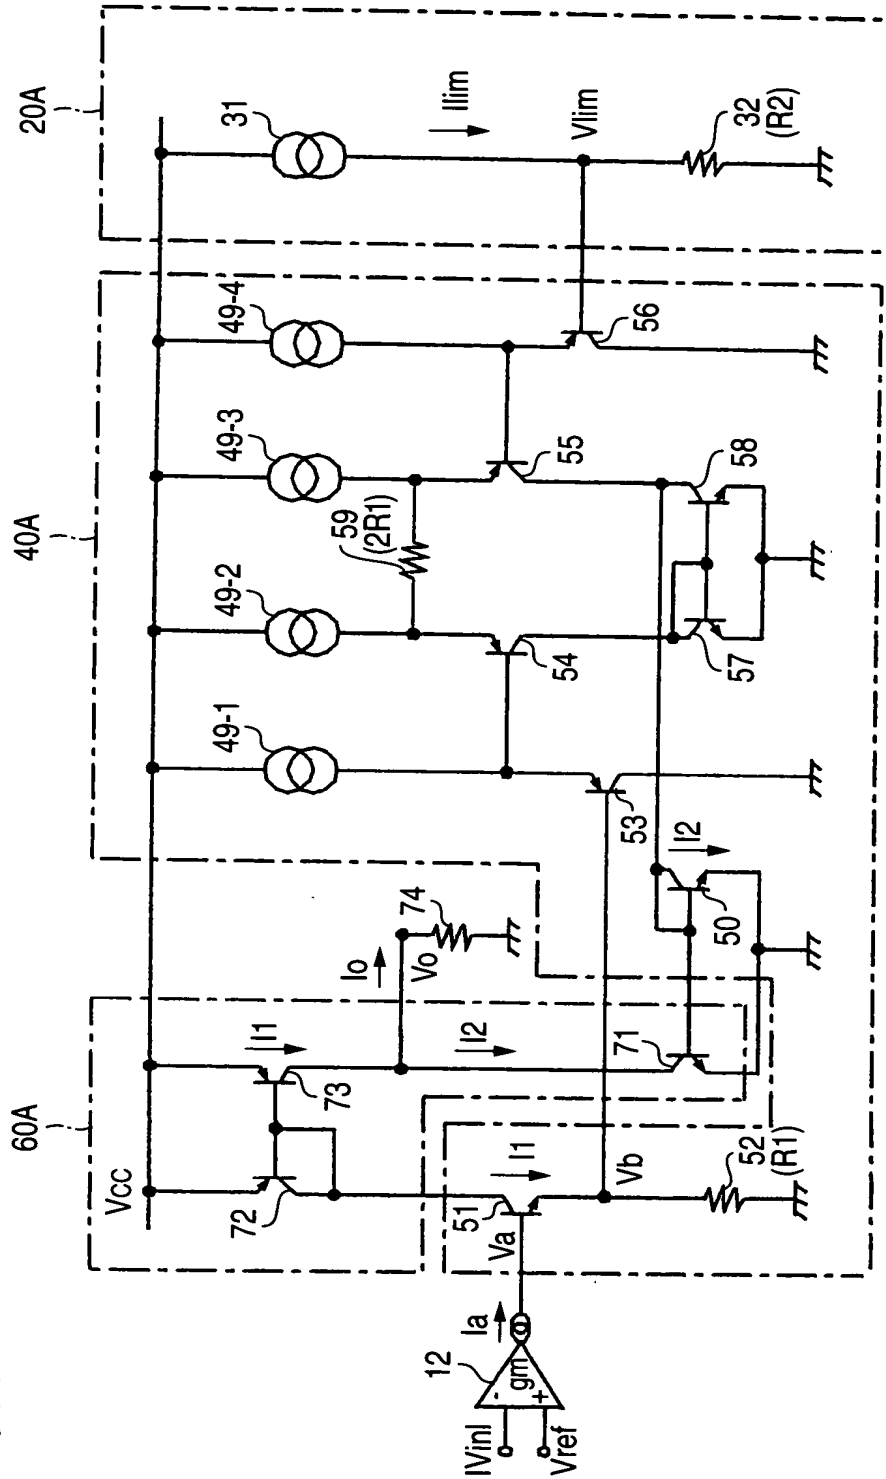 20A
40A
60A
31
Ilim
Vlim
32
(R2)
49-4
56
49-3
55
58
59
(2R1)
49-2
54
57
49-1
53
I2
50
74
Io
Vo
I1
I2
71
73
Vcc
72
I1
51
Va
Vb
52
(R1)
Ia
12
gm
-
+
IVinI
Vref